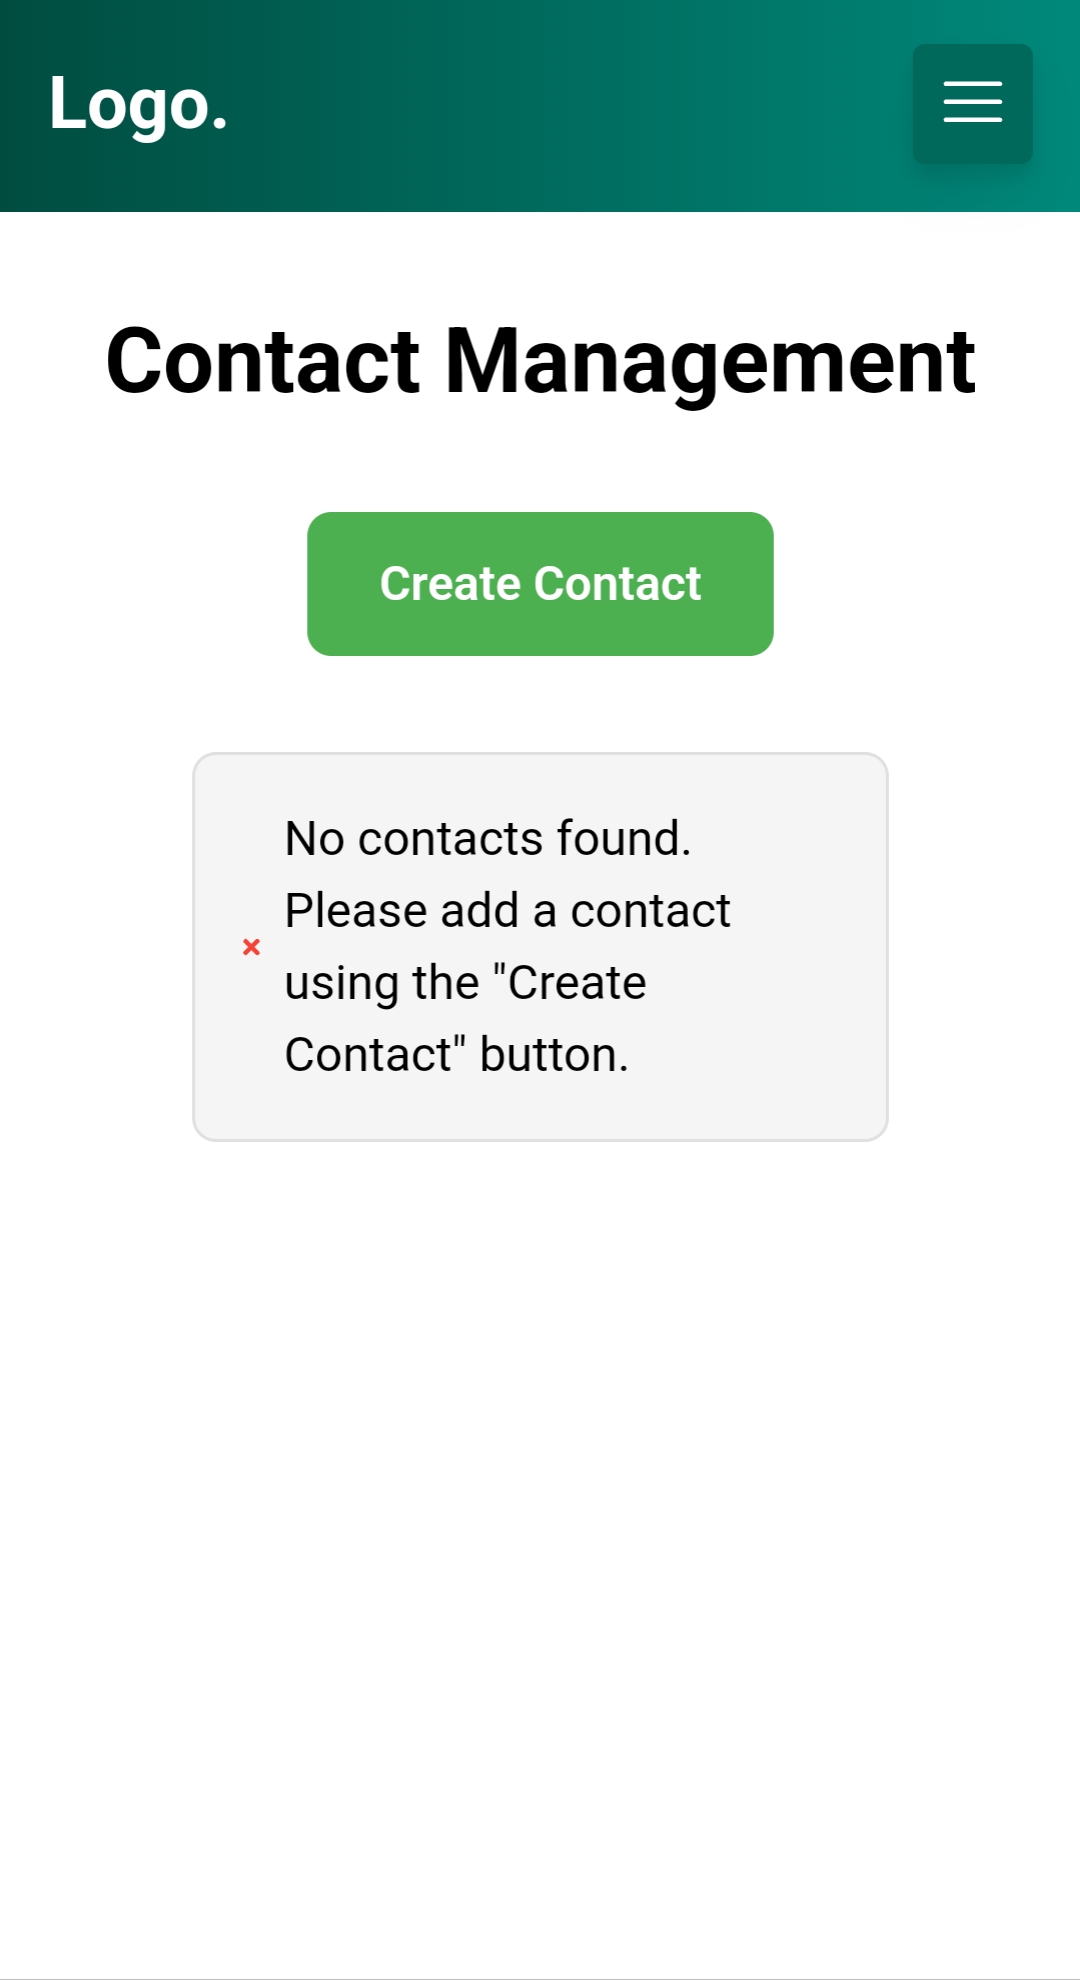 Logo.
Contact Management
Create Contact
No contacts found.
Please add a contact
using the "Create
Contact" button.